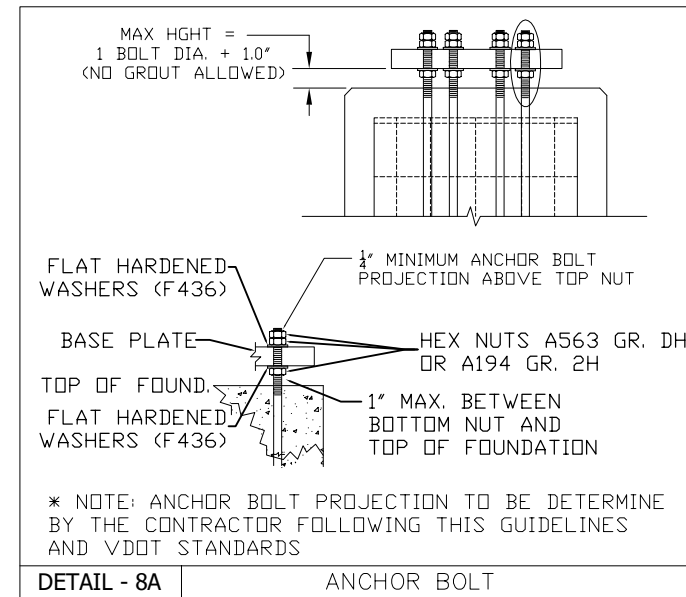 MAX HGHT =
1 BOLT DIA. + 1.0"
(NO GROUT ALLOWED)
1/4" MINIMUM ANCHOR BOLT
PROJECTION ABOVE TOP NUT
FLAT HARDENED
WASHERS (F436)
BASE PLATE
HEX NUTS A563 GR. DH
OR A194 GR. 2H
TOP OF FOUND.
FLAT HARDENED
WASHERS (F436)
1" MAX. BETWEEN
BOTTOM NUT AND
TOP OF FOUNDATION
* NOTE: ANCHOR BOLT PROJECTION TO BE DETERMINE
BY THE CONTRACTOR FOLLOWING THIS GUIDELINES
AND VDOT STANDARDS
DETAIL - 8A
ANCHOR BOLT